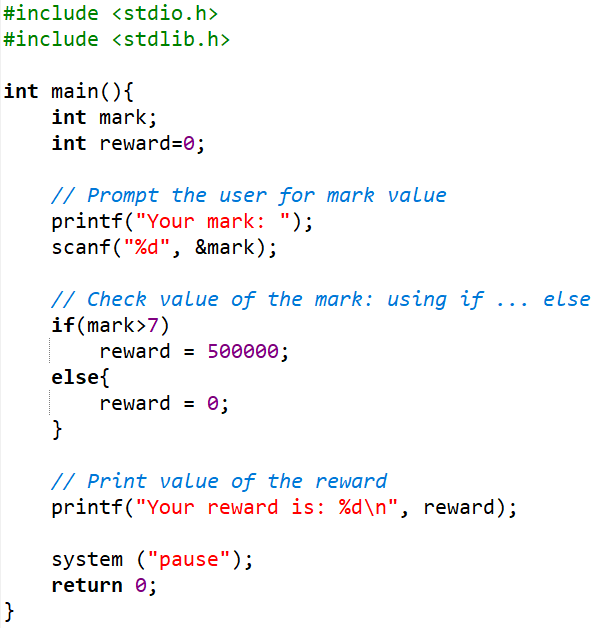 #include <stdio.h>
#include <stdlib.h>

int main(){
    int mark;
    int reward=0;

    // Prompt the user for mark value
    printf("Your mark: ");
    scanf("%d", &mark);

    // Check value of the mark: using if ... else
    if(mark>7)
        reward = 500000;
    else{
        reward = 0;
    }

    // Print value of the reward
    printf("Your reward is: %d\n", reward);

    system ("pause");
    return 0;
}